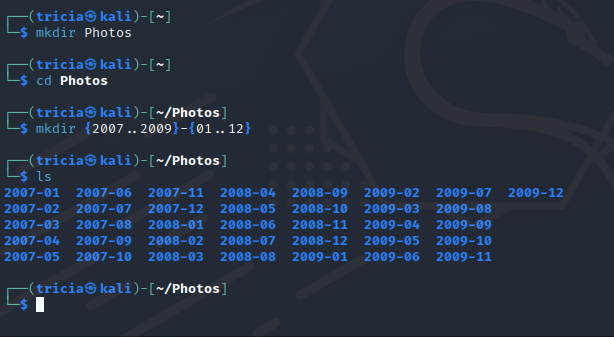 ┌──(tricia㉿kali)-[~]
└─$ mkdir Photos
┌──(tricia㉿kali)-[~]
└─$ cd Photos
┌──(tricia㉿kali)-[~/Photos]
└─$ mkdir {2007..2009}-{01..12}
┌──(tricia㉿kali)-[~/Photos]
└─$ ls
2007-01 2007-06 2007-11 2008-04 2008-09 2009-02 2009-07 2009-12
2007-02 2007-07 2007-12 2008-05 2008-10 2009-03 2009-08
2007-03 2007-08 2008-01 2008-06 2008-11 2009-04 2009-09
2007-04 2007-09 2008-02 2008-07 2008-12 2009-05 2009-10
2007-05 2007-10 2008-03 2008-08 2009-01 2009-06 2009-11
┌──(tricia㉿kali)-[~/Photos]
└─$